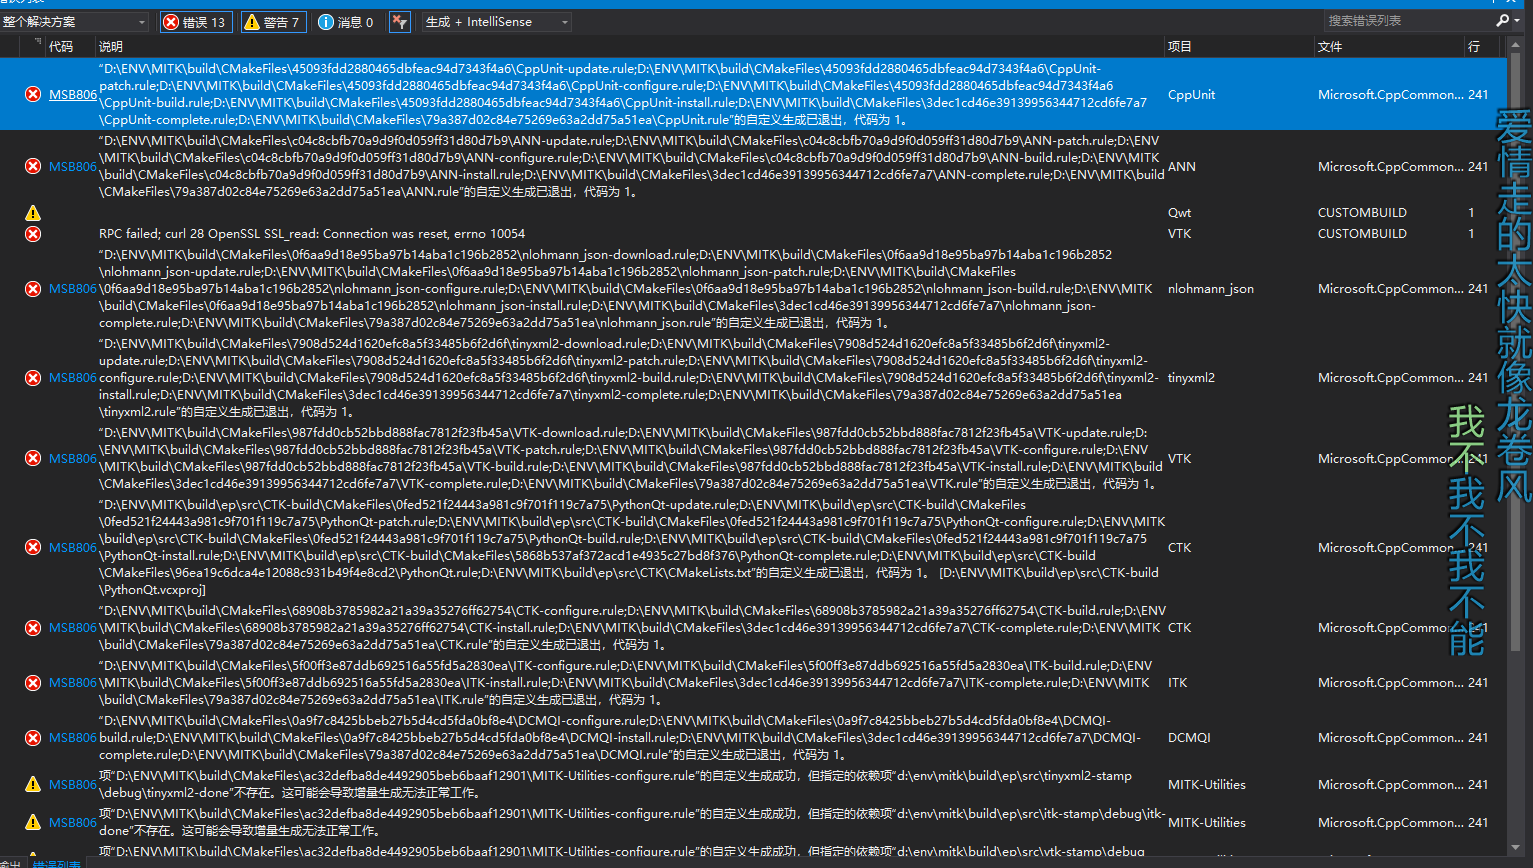 整个解决方案
错误 13
警告 7
消息 0
生成 + IntelliSense
搜索错误列表
代码
说明
项目
文件
行
MSB806
“D:\ENV\MITK\build\CMakeFiles\45093fdd2880465dbfeac94d7343f4a6\CppUnit-update.rule;D:\ENV\MITK\build\CMakeFiles\45093fdd2880465dbfeac94d7343f4a6\CppUnit-
patch.rule;D:\ENV\MITK\build\CMakeFiles\45093fdd2880465dbfeac94d7343f4a6\CppUnit-configure.rule;D:\ENV\MITK\build\CMakeFiles\45093fdd2880465dbfeac94d7343f4a6
\CppUnit-build.rule;D:\ENV\MITK\build\CMakeFiles\45093fdd2880465dbfeac94d7343f4a6\CppUnit-install.rule;D:\ENV\MITK\build\CMakeFiles\3dec1cd46e39139956344712cd6fe7a7
\CppUnit-complete.rule;D:\ENV\MITK\build\CMakeFiles\79a387d02c84e75269e63a2dd75a51ea\CppUnit.rule”的自定义生成已退出，代码为 1。
CppUnit
Microsoft.CppCommon... 241
MSB806
“D:\ENV\MITK\build\CMakeFiles\c04c8cbfb70a9d9f0d059ff31d80d7b9\ANN-update.rule;D:\ENV\MITK\build\CMakeFiles\c04c8cbfb70a9d9f0d059ff31d80d7b9\ANN-patch.rule;D:\ENV
\MITK\build\CMakeFiles\c04c8cbfb70a9d9f0d059ff31d80d7b9\ANN-configure.rule;D:\ENV\MITK\build\CMakeFiles\c04c8cbfb70a9d9f0d059ff31d80d7b9\ANN-build.rule;D:\ENV\MITK
\build\CMakeFiles\c04c8cbfb70a9d9f0d059ff31d80d7b9\ANN-install.rule;D:\ENV\MITK\build\CMakeFiles\3dec1cd46e39139956344712cd6fe7a7\ANN-complete.rule;D:\ENV\MITK\build
\CMakeFiles\79a387d02c84e75269e63a2dd75a51ea\ANN.rule”的自定义生成已退出，代码为 1。
ANN
Microsoft.CppCommon... 241
Qwt
CUSTOMBUILD
1
RPC failed; curl 28 OpenSSL SSL_read: Connection was reset, errno 10054
VTK
CUSTOMBUILD
1
MSB806
“D:\ENV\MITK\build\CMakeFiles\0f6aa9d18e95ba97b14aba1c196b2852\nlohmann_json-download.rule;D:\ENV\MITK\build\CMakeFiles\0f6aa9d18e95ba97b14aba1c196b2852
\nlohmann_json-update.rule;D:\ENV\MITK\build\CMakeFiles\0f6aa9d18e95ba97b14aba1c196b2852\nlohmann_json-patch.rule;D:\ENV\MITK\build\CMakeFiles
\0f6aa9d18e95ba97b14aba1c196b2852\nlohmann_json-configure.rule;D:\ENV\MITK\build\CMakeFiles\0f6aa9d18e95ba97b14aba1c196b2852\nlohmann_json-build.rule;D:\ENV\MITK
\build\CMakeFiles\0f6aa9d18e95ba97b14aba1c196b2852\nlohmann_json-install.rule;D:\ENV\MITK\build\CMakeFiles\3dec1cd46e39139956344712cd6fe7a7\nlohmann_json-
complete.rule;D:\ENV\MITK\build\CMakeFiles\79a387d02c84e75269e63a2dd75a51ea\nlohmann_json.rule”的自定义生成已退出，代码为 1。
nlohmann_json
Microsoft.CppCommon... 241
MSB806
“D:\ENV\MITK\build\CMakeFiles\7908d524d1620efc8a5f33485b6f2d6f\tinyxml2-download.rule;D:\ENV\MITK\build\CMakeFiles\7908d524d1620efc8a5f33485b6f2d6f\tinyxml2-
update.rule;D:\ENV\MITK\build\CMakeFiles\7908d524d1620efc8a5f33485b6f2d6f\tinyxml2-patch.rule;D:\ENV\MITK\build\CMakeFiles\7908d524d1620efc8a5f33485b6f2d6f\tinyxml2-
configure.rule;D:\ENV\MITK\build\CMakeFiles\7908d524d1620efc8a5f33485b6f2d6f\tinyxml2-build.rule;D:\ENV\MITK\build\CMakeFiles\7908d524d1620efc8a5f33485b6f2d6f\tinyxml2-
install.rule;D:\ENV\MITK\build\CMakeFiles\3dec1cd46e39139956344712cd6fe7a7\tinyxml2-complete.rule;D:\ENV\MITK\build\CMakeFiles\79a387d02c84e75269e63a2dd75a51ea
\tinyxml2.rule”的自定义生成已退出，代码为 1。
tinyxml2
Microsoft.CppCommon... 241
MSB806
“D:\ENV\MITK\build\CMakeFiles\987fdd0cb52bbd888fac7812f23fb45a\VTK-download.rule;D:\ENV\MITK\build\CMakeFiles\987fdd0cb52bbd888fac7812f23fb45a\VTK-update.rule;D:
\ENV\MITK\build\CMakeFiles\987fdd0cb52bbd888fac7812f23fb45a\VTK-patch.rule;D:\ENV\MITK\build\CMakeFiles\987fdd0cb52bbd888fac7812f23fb45a\VTK-configure.rule;D:\ENV
\MITK\build\CMakeFiles\987fdd0cb52bbd888fac7812f23fb45a\VTK-build.rule;D:\ENV\MITK\build\CMakeFiles\987fdd0cb52bbd888fac7812f23fb45a\VTK-install.rule;D:\ENV\MITK\build
\CMakeFiles\3dec1cd46e39139956344712cd6fe7a7\VTK-complete.rule;D:\ENV\MITK\build\CMakeFiles\79a387d02c84e75269e63a2dd75a51ea\VTK.rule”的自定义生成已退出，代码为 1。
VTK
Microsoft.CppCommon... 241
MSB806
“D:\ENV\MITK\build\ep\src\CTK-build\CMakeFiles\0fed521f24443a981c9f701f119c7a75\PythonQt-update.rule;D:\ENV\MITK\build\ep\src\CTK-build\CMakeFiles
\0fed521f24443a981c9f701f119c7a75\PythonQt-patch.rule;D:\ENV\MITK\build\ep\src\CTK-build\CMakeFiles\0fed521f24443a981c9f701f119c7a75\PythonQt-configure.rule;D:\ENV\MITK
\build\ep\src\CTK-build\CMakeFiles\0fed521f24443a981c9f701f119c7a75\PythonQt-build.rule;D:\ENV\MITK\build\ep\src\CTK-build\CMakeFiles\0fed521f24443a981c9f701f119c7a75
\PythonQt-install.rule;D:\ENV\MITK\build\ep\src\CTK-build\CMakeFiles\5868b537af372acd1e4935c27bd8f376\PythonQt-complete.rule;D:\ENV\MITK\build\ep\src\CTK-build
\CMakeFiles\96ea19c6dca4e12088c931b49f4e8cd2\PythonQt.rule;D:\ENV\MITK\build\ep\src\CTK\CMakeLists.txt”的自定义生成已退出，代码为 1。 [D:\ENV\MITK\build\ep\src\CTK-build
\PythonQt.vcxproj]
CTK
Microsoft.CppCommon... 241
MSB806
“D:\ENV\MITK\build\CMakeFiles\68908b3785982a21a39a35276ff62754\CTK-configure.rule;D:\ENV\MITK\build\CMakeFiles\68908b3785982a21a39a35276ff62754\CTK-build.rule;D:\ENV
\MITK\build\CMakeFiles\68908b3785982a21a39a35276ff62754\CTK-install.rule;D:\ENV\MITK\build\CMakeFiles\3dec1cd46e39139956344712cd6fe7a7\CTK-complete.rule;D:\ENV\MITK
\build\CMakeFiles\79a387d02c84e75269e63a2dd75a51ea\CTK.rule”的自定义生成已退出，代码为 1。
CTK
Microsoft.CppCommon... 241
MSB806
“D:\ENV\MITK\build\CMakeFiles\5f00ff3e87ddb692516a55fd5a2830ea\ITK-configure.rule;D:\ENV\MITK\build\CMakeFiles\5f00ff3e87ddb692516a55fd5a2830ea\ITK-build.rule;D:\ENV
\MITK\build\CMakeFiles\5f00ff3e87ddb692516a55fd5a2830ea\ITK-install.rule;D:\ENV\MITK\build\CMakeFiles\3dec1cd46e39139956344712cd6fe7a7\ITK-complete.rule;D:\ENV\MITK
\build\CMakeFiles\79a387d02c84e75269e63a2dd75a51ea\ITK.rule”的自定义生成已退出，代码为 1。
ITK
Microsoft.CppCommon... 241
MSB806
“D:\ENV\MITK\build\CMakeFiles\0a9f7c8425bbeb27b5d4cd5fda0bf8e4\DCMQI-configure.rule;D:\ENV\MITK\build\CMakeFiles\0a9f7c8425bbeb27b5d4cd5fda0bf8e4\DCMQI-
build.rule;D:\ENV\MITK\build\CMakeFiles\0a9f7c8425bbeb27b5d4cd5fda0bf8e4\DCMQI-install.rule;D:\ENV\MITK\build\CMakeFiles\3dec1cd46e39139956344712cd6fe7a7\DCMQI-
complete.rule;D:\ENV\MITK\build\CMakeFiles\79a387d02c84e75269e63a2dd75a51ea\DCMQI.rule”的自定义生成已退出，代码为 1。
DCMQI
Microsoft.CppCommon... 241
MSB806
项“D:\ENV\MITK\build\CMakeFiles\ac32defba8de4492905beb6baaf12901\MITK-Utilities-configure.rule”的自定义生成成功，但指定的依赖项“d:\env\mitk\build\ep\src\tinyxml2-stamp
\debug\tinyxml2-done”不存在。这可能会导致增量生成无法正常工作。
MITK-Utilities
Microsoft.CppCommon... 241
MSB806
项“D:\ENV\MITK\build\CMakeFiles\ac32defba8de4492905beb6baaf12901\MITK-Utilities-configure.rule”的自定义生成成功，但指定的依赖项“d:\env\mitk\build\ep\src\itk-stamp\debug\itk-
done”不存在。这可能会导致增量生成无法正常工作。
MITK-Utilities
Microsoft.CppCommon... 241
项“D:\ENV\MITK\build\CMakeFiles\ac32defba8de4492905beb6baaf12901\MITK-Utilities-configure.rule”的自定义生成成功，但指定的依赖项“d:\env\mitk\build\ep\src\vtk-stamp\debug
输出
错误列表
爱情走的太快就像龙卷风
我不我不我不能